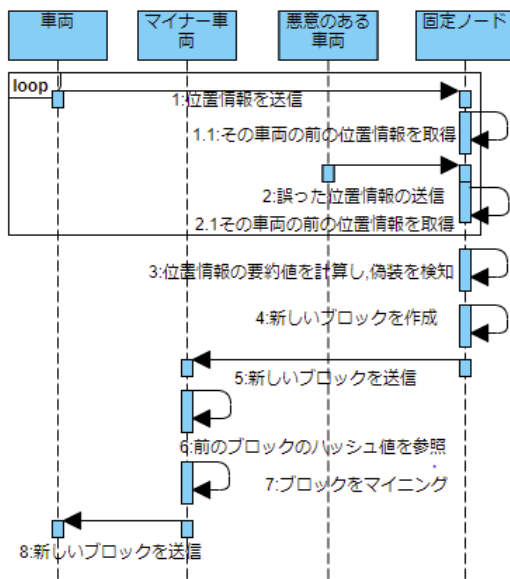 車両
マイナー車
両
悪意のある
車両
固定ノード
loop
1:位置情報を送信
1.1:その車両の前の位置情報を取得
2:誤った位置情報の送信
2.1その車両の前の位置情報を取得
3:位置情報の要約値を計算し,偽装を検知
4:新しいブロックを作成
5:新しいブロックを送信
6:前のブロックのハッシュ値を参照
7:ブロックをマイニング
8:新しいブロックを送信